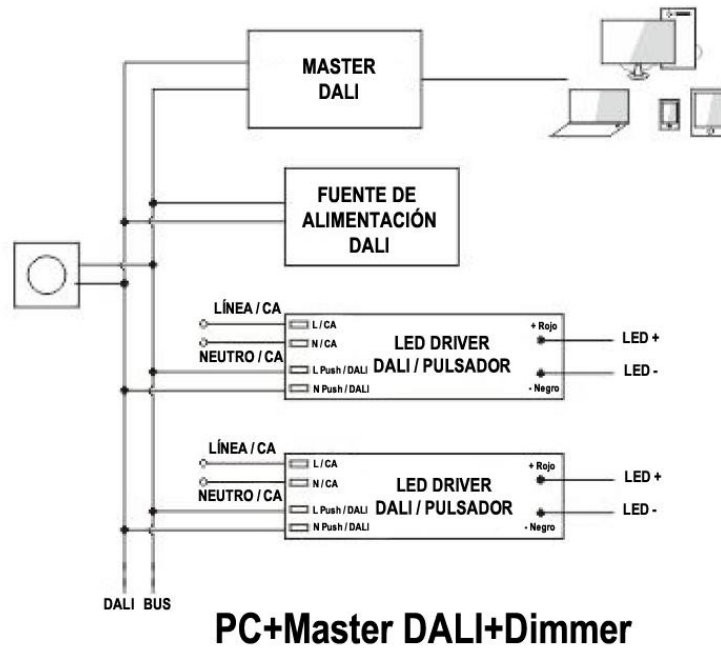 MASTER
DALI
FUENTE DE
ALIMENTACIÓN
DALI
LÍNEA / CA
NEUTRO / CA
L / CA
N / CA
L Push / DALI
N Push / DALI
LED DRIVER
DALI / PULSADOR
+ Rojo
- Negro
LED +
LED -
LÍNEA / CA
NEUTRO / CA
L / CA
N / CA
L Push / DALI
N Push / DALI
LED DRIVER
DALI / PULSADOR
+ Rojo
- Negro
LED +
LED -
DALI BUS
PC+Master DALI+Dimmer